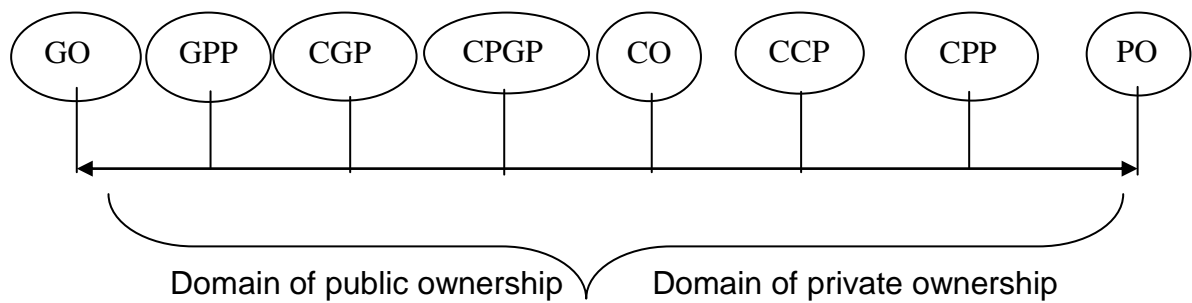 GO GPP CGP CPGP CO CCP CPP PO
Domain of public ownership Domain of private ownership